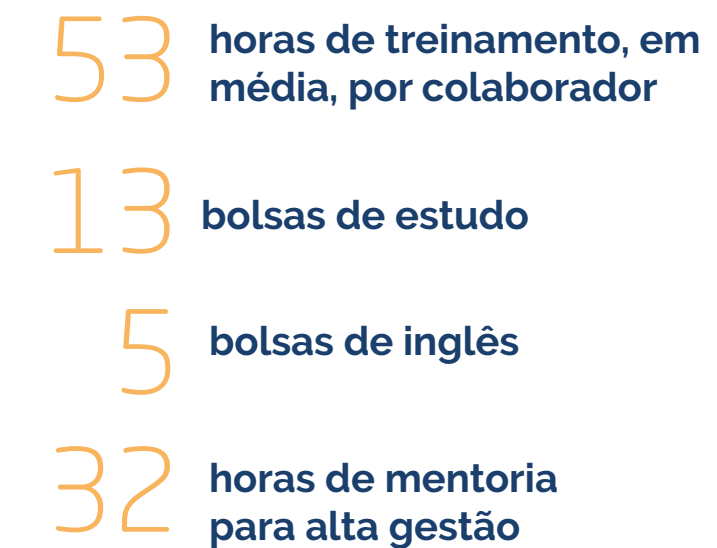 53 horas de treinamento, em
média, por colaborador
13 bolsas de estudo
5 bolsas de inglês
32 horas de mentoria
para alta gestão